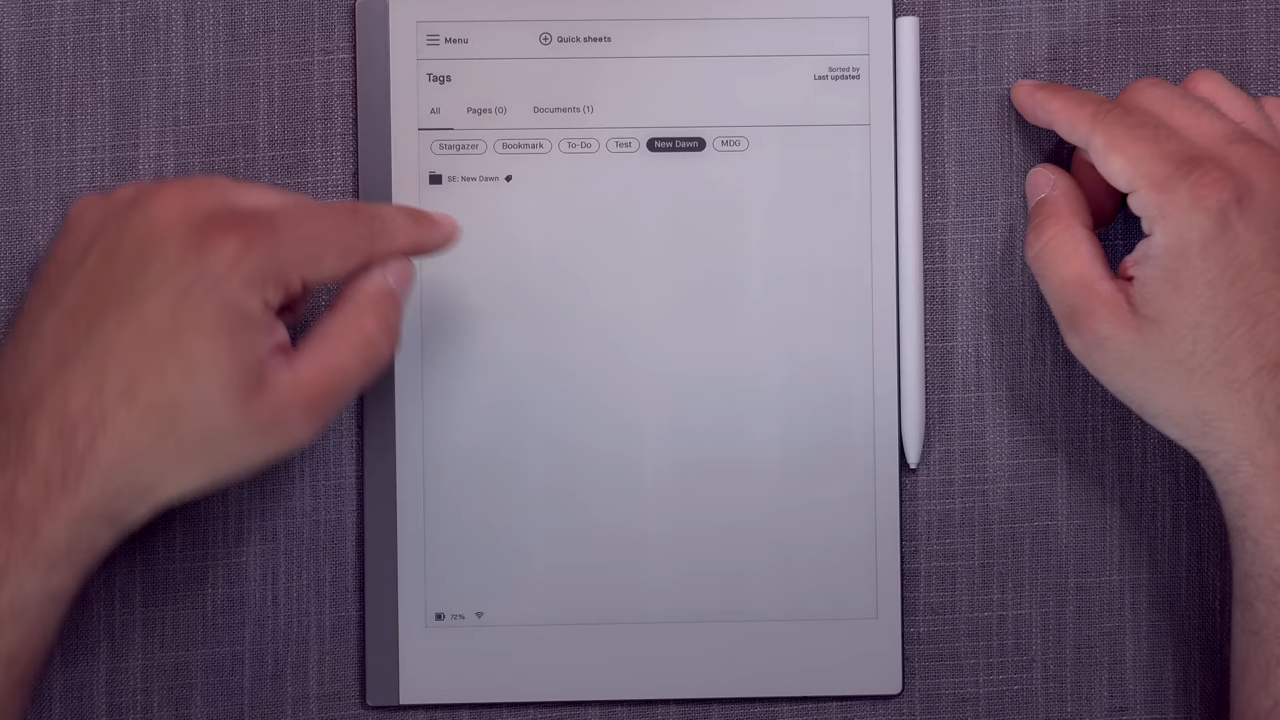 Menu Quick sheets
Tags Sorted by
Last updated
All Pages (0) Documents (1)
Stargazer Bookmark To-Do Test New Dawn MDG
SE: New Dawn
72%